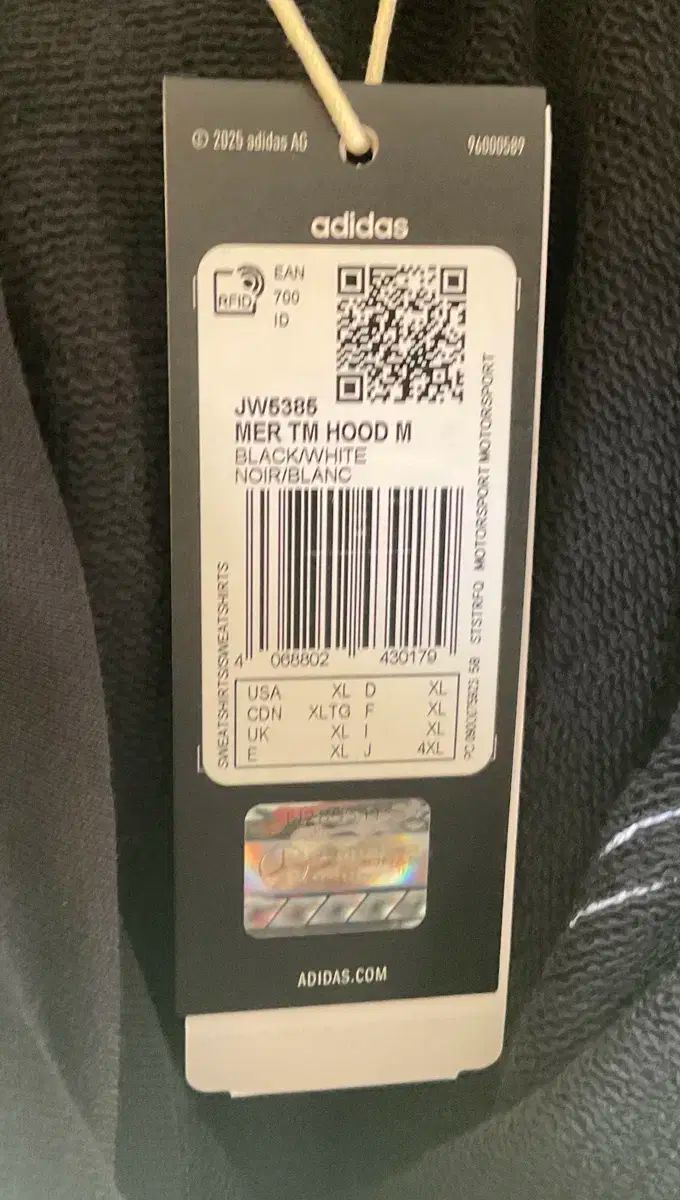 © 2025 adidas AG
96000589
adidas
RFID
EAN
700
ID
JW5385
MER TM HOOD M
BLACK/WHITE
NOIR/BLANC
4 068802 430179
USA XL D XL
CDN XLTG F XL
UK XL I XL
E XL J 4XL
SWEATSHIRTS/SWEATSHIRTS
STSTRFQ MOTORSPORT MOTORSPORT
ADIDAS.COM